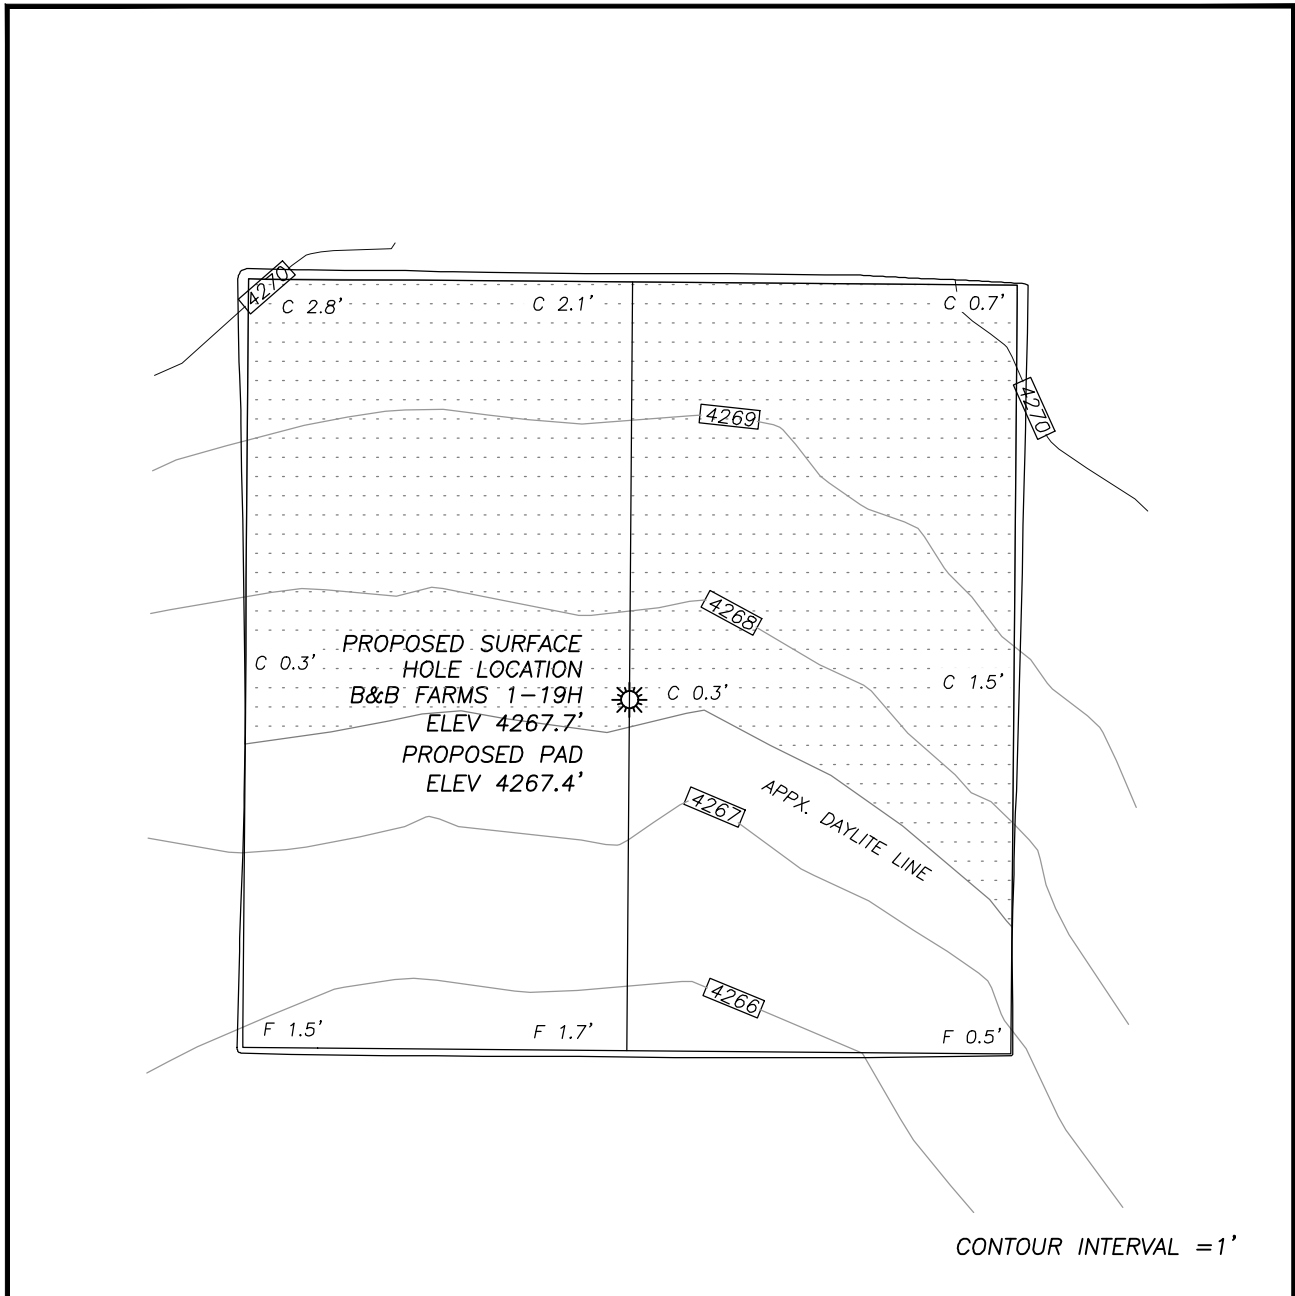 4270
C 2.8'
C 2.1'
C 0.7'
4270
4269
4268
PROPOSED SURFACE
HOLE LOCATION
B&B FARMS 1-19H
ELEV 4267.7'
PROPOSED PAD
ELEV 4267.4'
C 0.3'
C 0.3'
C 1.5'
4267
APPX. DAYLITE LINE
4266
F 1.5'
F 1.7'
F 0.5'
CONTOUR INTERVAL =1'